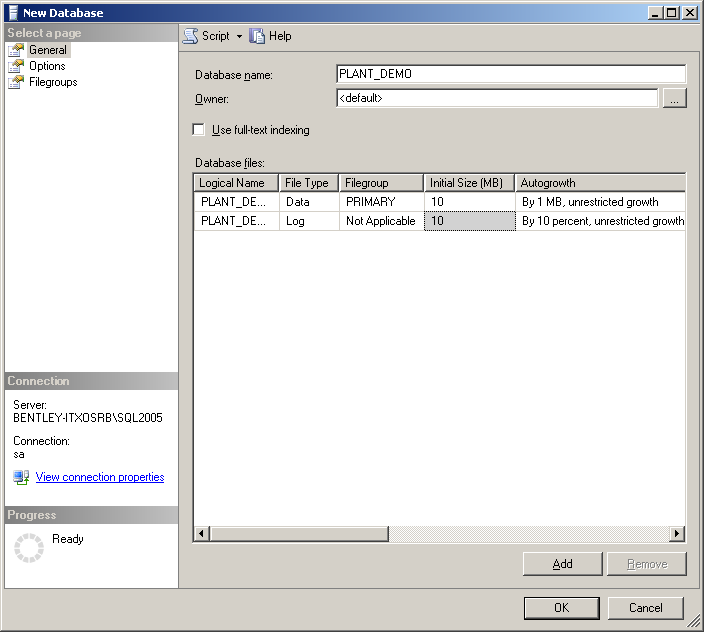 New Database
Select a page
General
Options
Filegroups
Script Help
Database name: PLANT_DEMO
Owner: <default> ...
Use full-text indexing
Database files:
Logical Name File Type Filegroup Initial Size (MB) Autogrowth
PLANT_DE... Data PRIMARY 10 By 1 MB, unrestricted growth
PLANT_DE... Log Not Applicable 10 By 10 percent, unrestricted growth
Connection
Server:
BENTLEY-ITXOSRB\SQL2005
Connection:
sa
View connection properties
Progress
Ready
Add Remove
OK Cancel